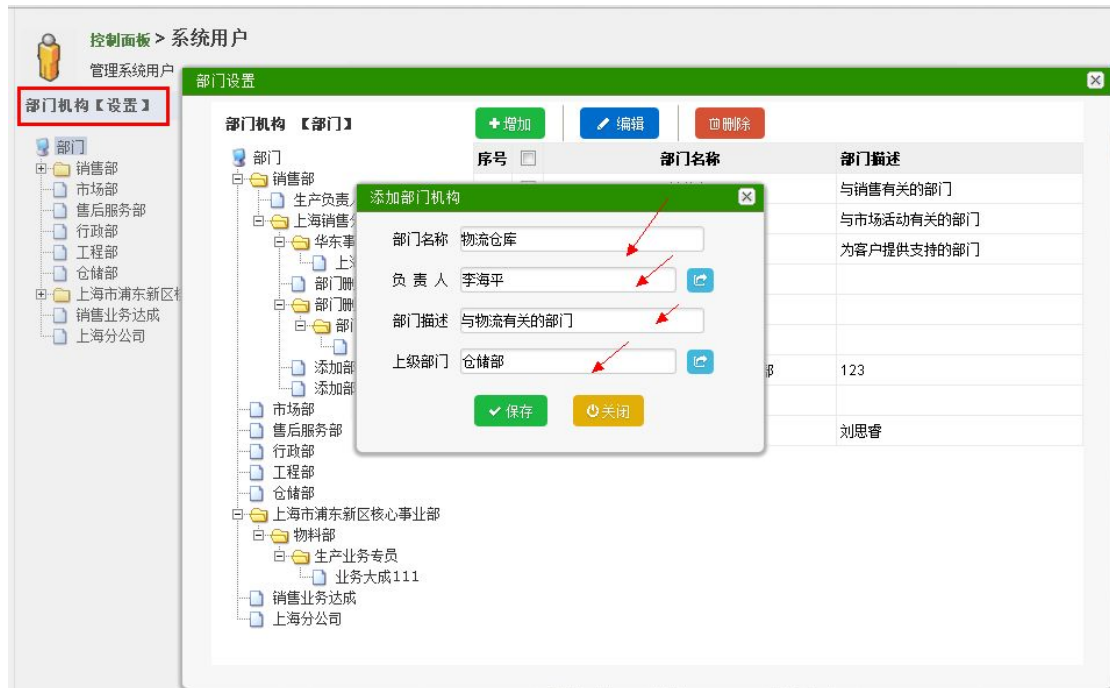 控制面板 > 系统用户
管理系统用户
部门机构【设置】
部门
销售部
市场部
售后服务部
行政部
工程部
仓储部
上海市浦东新区
销售业务达成
上海分公司
部门设置
部门机构 【部门】
增加
编辑
删除
部门
销售部
生产负责
上海销售
华东事
上
部门删
部门删
部
添加部
添加部
市场部
售后服务部
行政部
工程部
仓储部
上海市浦东新区核心事业部
物料部
生产业务专员
业务大成111
销售业务达成
上海分公司
序号 部门名称 部门描述
与销售有关的部门
与市场活动有关的部门
为客户提供支持的部门
部 123
刘思睿
添加部门机构
部门名称 物流仓库
负 责 人 李海平
部门描述 与物流有关的部门
上级部门 仓储部
保存
关闭